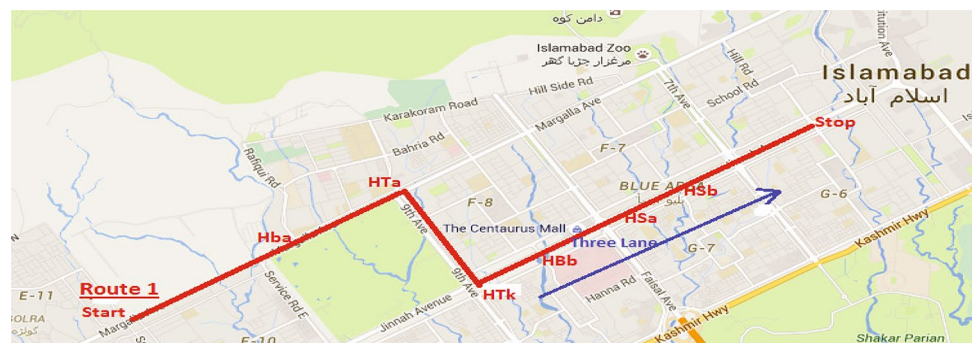 دامن کوہ
Islamabad Zoo
مرغزار چڑیا گھر
Hill Side Rd
Karakoram Road
Margalla Ave
7th Ave
Hill Rd
School Rd
Islamabad
اسلام آباد
Bahria Rd
Rafiqui Rd
Stop
F-7
HTa
BLUE
HSb
G-6
F-8
9th Ave
HSa
The Centaurus Mall
Three Lane
Hba
G-7
Kashmir Hwy
HBb
9th Ave
HTk
Hanna Rd
Faisal Ave
E-11
Route 1
Start
Service Rd E
Jinnah Avenue
Kashmir Hwy
F-10
Shakar Parian